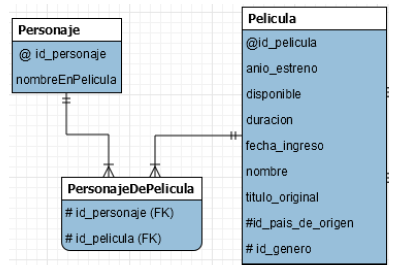 Personaje
@ id_personaje
nombreEnPelicula
Pelicula
@id_pelicula
anio_estreno
disponible
duracion
fecha_ingreso
nombre
titulo_original
#id_pais_de_origen
# id_genero
PersonajeDePelicula
# id_personaje (FK)
# id_pelicula (FK)